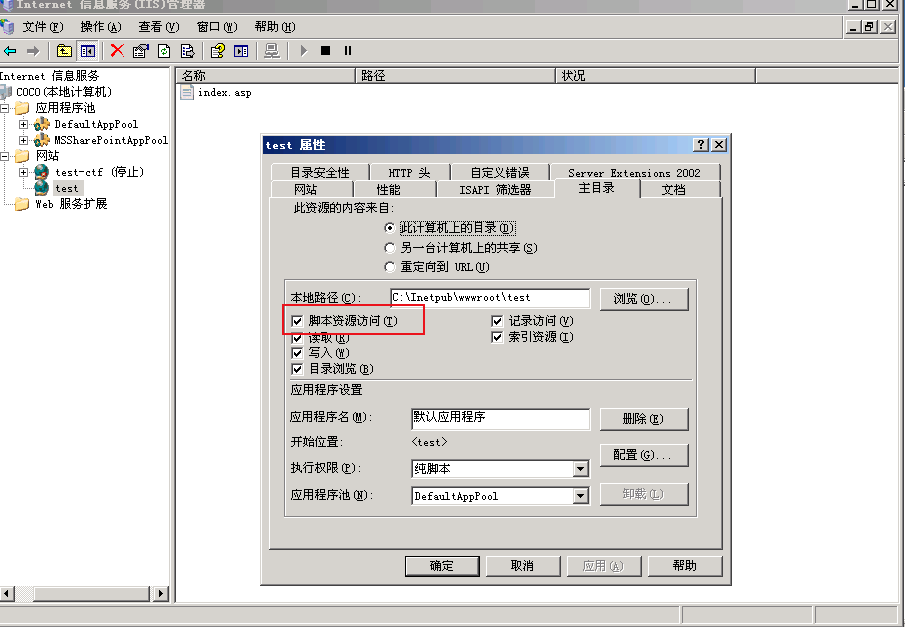 Internet 信息服务(IIS)管理器
文件(F) 操作(A) 查看(V) 窗口(W) 帮助(H)
Internet 信息服务
COCO(本地计算机)
应用程序池
DefaultAppPool
MSSharePointAppPool
网站
test-ctf (停止)
test
Web 服务扩展
名称 路径 状况
index.asp
test 属性
目录安全性 HTTP 头 自定义错误 Server Extensions 2002
网站 性能 ISAPI 筛选器 主目录 文档
此资源的内容来自:
此计算机上的目录(D)
另一台计算机上的共享(S)
重定向到 URL(U)
本地路径(C): C:\Inetpub\wwwroot\test 浏览(O)...
脚本资源访问(T) 记录访问(V)
读取(R) 索引资源(I)
写入(W)
目录浏览(B)
应用程序设置
应用程序名(M): 默认应用程序 删除(E)
开始位置: <test>
配置(G)...
执行权限(P): 纯脚本
应用程序池(N): DefaultAppPool 卸载(L)
确定 取消 应用(A) 帮助